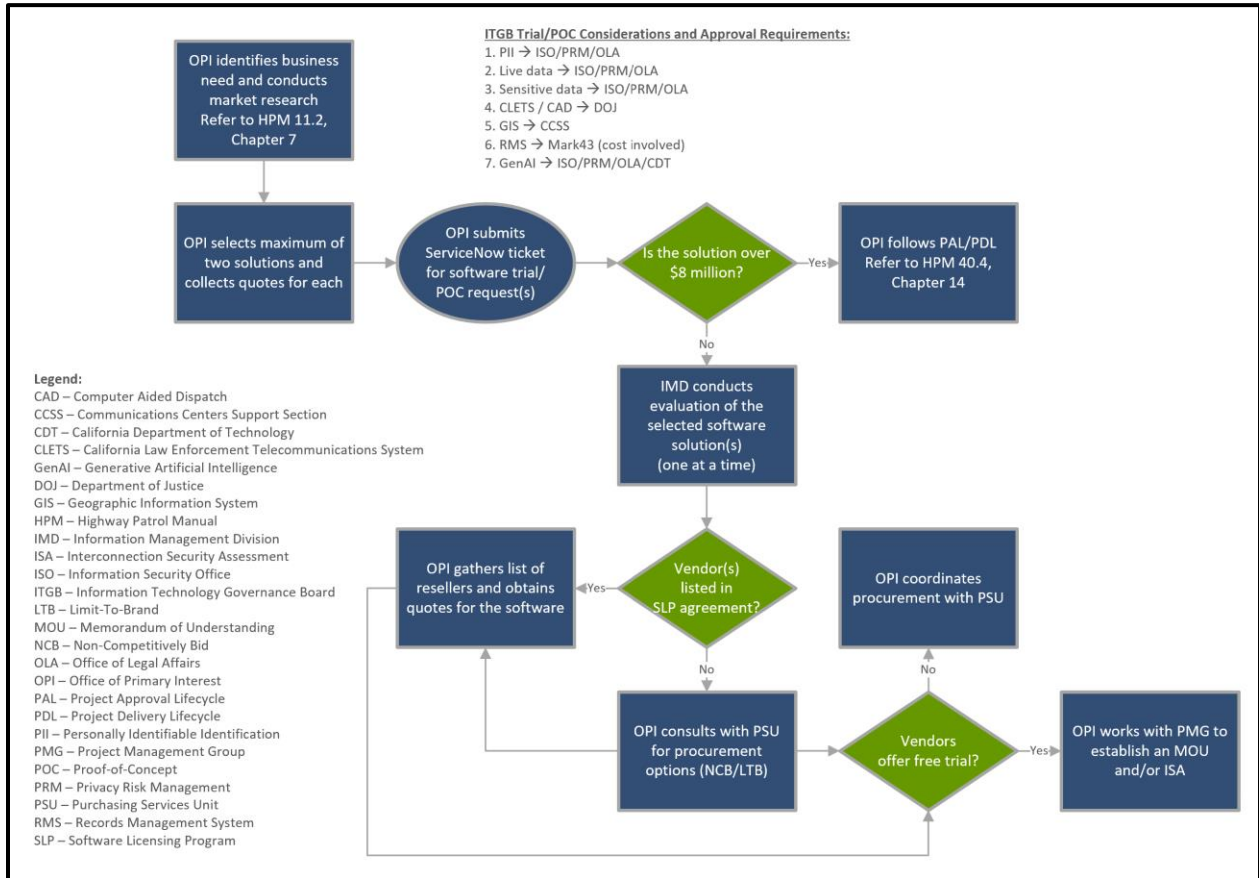 ITGB Trial/POC Considerations and Approval Requirements:
1. PII → ISO/PRM/OLA
2. Live data → ISO/PRM/OLA
3. Sensitive data → ISO/PRM/OLA
4. CLETS / CAD → DOJ
5. GIS → CCSS
6. RMS → Mark43 (cost involved)
7. GenAI → ISO/PRM/OLA/CDT
OPI identifies business
need and conducts
market research
Refer to HPM 11.2,
Chapter 7
OPI selects maximum of
two solutions and
collects quotes for each
OPI submits
ServiceNow ticket
for software trial/
POC request(s)
Is the solution over
$8 million?
Yes
OPI follows PAL/PDL
Refer to HPM 40.4,
Chapter 14
No
IMD conducts
evaluation of the
selected software
solution(s)
(one at a time)
Vendor(s)
listed in
SLP agreement?
Yes
OPI gathers list of
resellers and obtains
quotes for the software
No
OPI consults with PSU
for procurement
options (NCB/LTB)
Vendors
offer free trial?
No
OPI coordinates
procurement with PSU
Yes
OPI works with PMG to
establish an MOU
and/or ISA
Legend:
CAD – Computer Aided Dispatch
CCSS – Communications Centers Support Section
CDT – California Department of Technology
CLETS – California Law Enforcement Telecommunications System
GenAI – Generative Artificial Intelligence
DOJ – Department of Justice
GIS – Geographic Information System
HPM – Highway Patrol Manual
IMD – Information Management Division
ISA – Interconnection Security Assessment
ISO – Information Security Office
ITGB – Information Technology Governance Board
LTB – Limit-To-Brand
MOU – Memorandum of Understanding
NCB – Non-Competitively Bid
OLA – Office of Legal Affairs
OPI – Office of Primary Interest
PAL – Project Approval Lifecycle
PDL – Project Delivery Lifecycle
PII – Personally Identifiable Identification
PMG – Project Management Group
POC – Proof-of-Concept
PRM – Privacy Risk Management
PSU – Purchasing Services Unit
RMS – Records Management System
SLP – Software Licensing Program